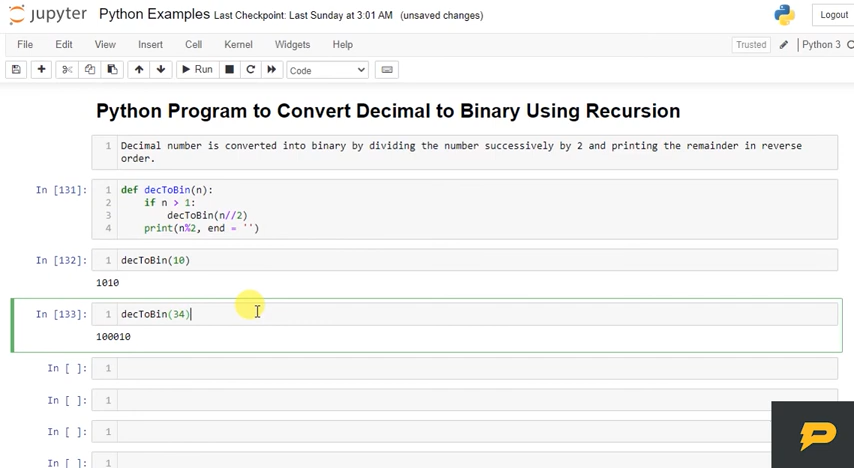 jupyter Python Examples Last Checkpoint: Last Sunday at 3:01 AM (unsaved changes) Logout
File Edit View Insert Cell Kernel Widgets Help Trusted Python 3
Run Code
Python Program to Convert Decimal to Binary Using Recursion
1 Decimal number is converted into binary by dividing the number successively by 2 and printing the remainder in reverse
order.
In [131]: 1 def decToBin(n):
2 if n > 1:
3 decToBin(n//2)
4 print(n%2, end = '')
In [132]: 1 decToBin(10)
1010
In [133]: 1 decToBin(34)
100010
In [ ]: 1
In [ ]: 1
In [ ]: 1
In [ ]: 1